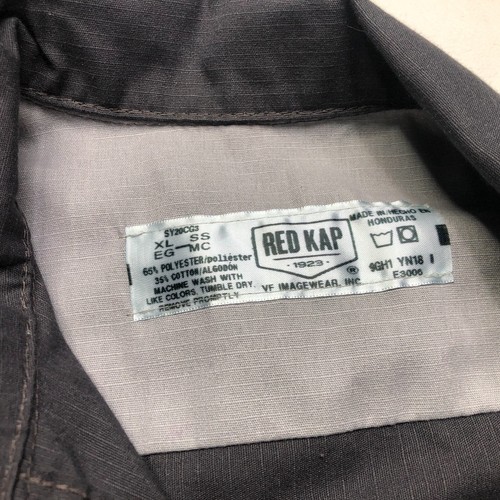 SY20CG3
XL SS
EG MC
65% POLYESTER/poliéster
35% COTTON/ALGODÓN
MACHINE WASH WITH
LIKE COLORS, TUMBLE DRY.
REMOVE PROMPTLY
RED KAP
·1923·
®
VF IMAGEWEAR, INC.
MADE IN/HECHO EN
HONDURAS
9GH1 YN18
E3006